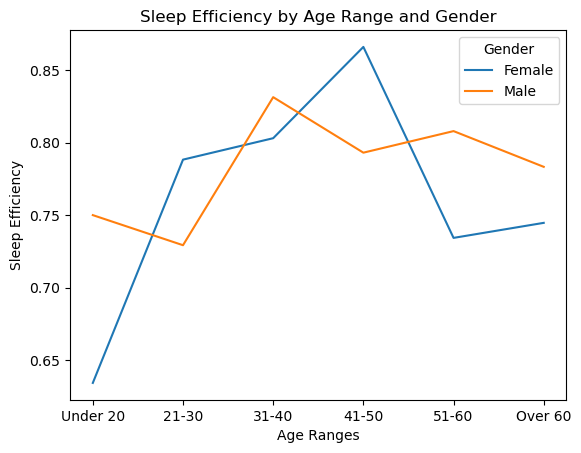 Sleep Efficiency by Age Range and Gender
Gender
Female
Male
Sleep Efficiency
0.85
0.80
0.75
0.70
0.65
Under 20 21-30 31-40 41-50 51-60 Over 60
Age Ranges